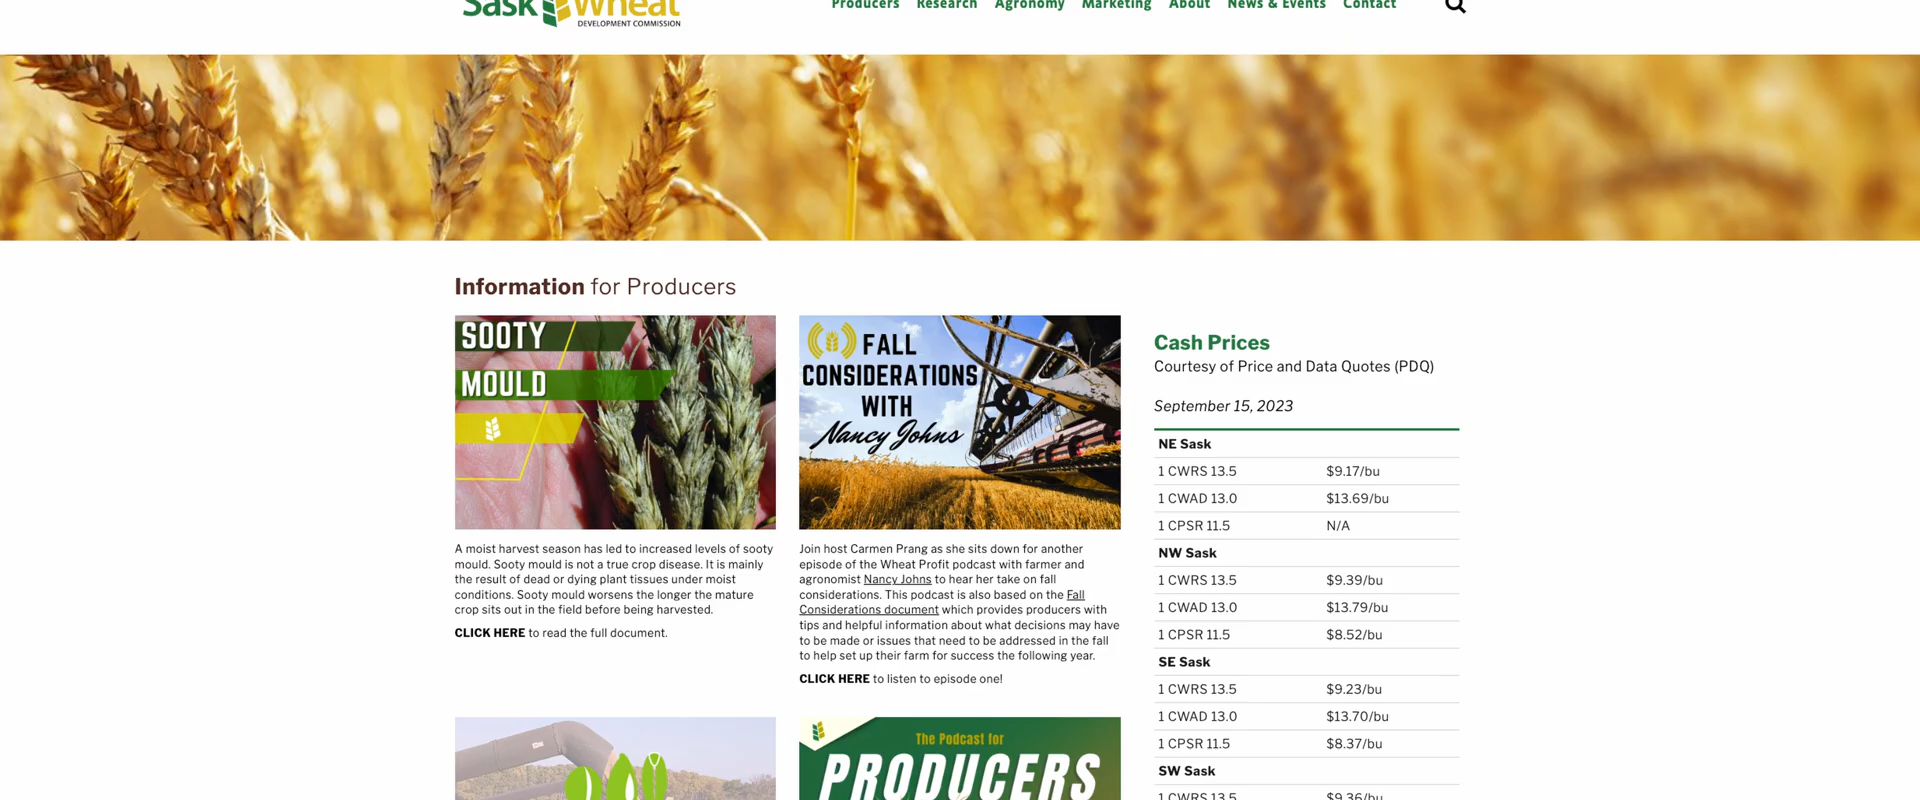 Sask Wheat
DEVELOPMENT COMMISSION
Producers Research Agronomy Marketing About News & Events Contact
Information for Producers
SOOTY
MOULD
A moist harvest season has led to increased levels of sooty
mould. Sooty mould is not a true crop disease. It is mainly
the result of dead or dying plant tissues under moist
conditions. Sooty mould worsens the longer the mature
crop sits out in the field before being harvested.
CLICK HERE to read the full document.
FALL
CONSIDERATIONS
WITH
Nancy Johns
Join host Carmen Prang as she sits down for another
episode of the Wheat Profit podcast with farmer and
agronomist Nancy Johns to hear her take on fall
considerations. This podcast is also based on the Fall
Considerations document which provides producers with
tips and helpful information about what decisions may have
to be made or issues that need to be addressed in the fall
to help set up their farm for success the following year.
CLICK HERE to listen to episode one!
The Podcast for
PRODUCERS
Cash Prices
Courtesy of Price and Data Quotes (PDQ)
September 15, 2023
NE Sask
1 CWRS 13.5 $9.17/bu
1 CWAD 13.0 $13.69/bu
1 CPSR 11.5 N/A
NW Sask
1 CWRS 13.5 $9.39/bu
1 CWAD 13.0 $13.79/bu
1 CPSR 11.5 $8.52/bu
SE Sask
1 CWRS 13.5 $9.23/bu
1 CWAD 13.0 $13.70/bu
1 CPSR 11.5 $8.37/bu
SW Sask
1 CWRS 13.5 $9.36/bu